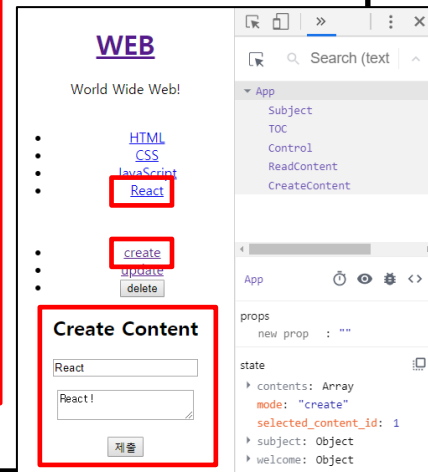 WEB
World Wide Web!
HTML
CSS
JavaScript
React
create
update
delete
Create Content
React
React!
제출
»
Search (text
App
Subject
TOC
Control
ReadContent
CreateContent
App
props
new prop : ""
state
contents: Array
mode: "create"
selected_content_id: 1
subject: Object
welcome: Object